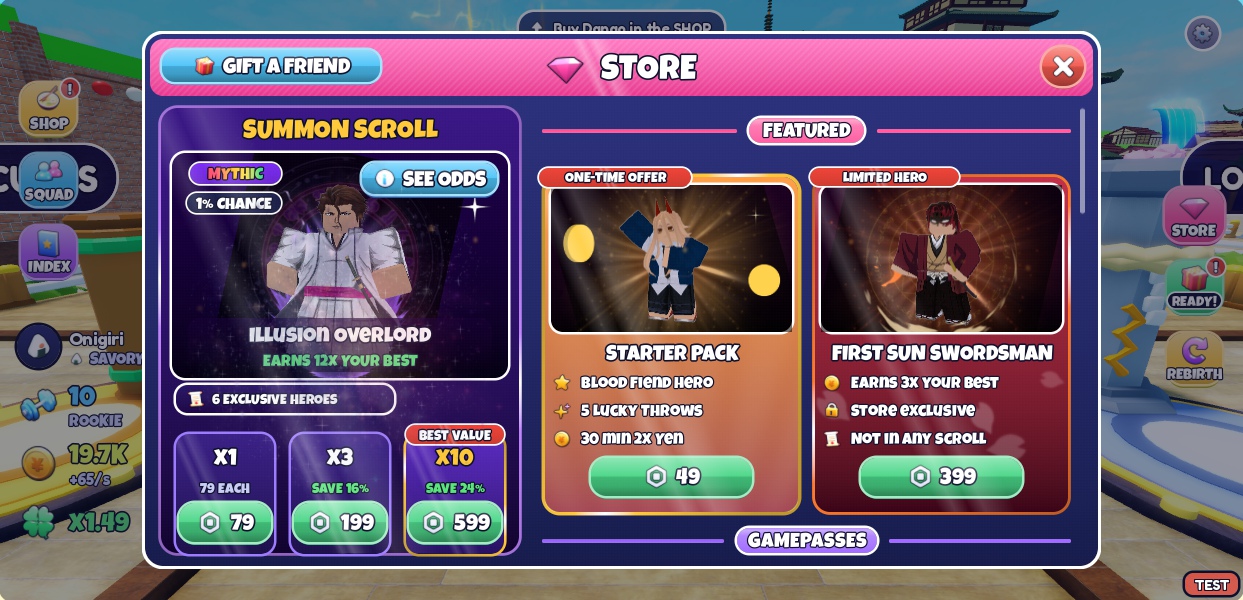 Buy Dango in the SHOP
GIFT A FRIEND
STORE
SHOP
SQUAD
INDEX
Onigiri
SAVORY
10
ROOKIE
19.7K
+65/s
X1.49
SUMMON SCROLL
MYTHIC
1% CHANCE
SEE ODDS
ILLUSION OVERLORD
EARNS 12X YOUR BEST
6 EXCLUSIVE HEROES
X1
79 EACH
79
X3
SAVE 16%
199
BEST VALUE
X10
SAVE 24%
599
FEATURED
ONE-TIME OFFER
STARTER PACK
BLOOD FIEND HERO
5 LUCKY THROWS
30 MIN 2X YEN
49
LIMITED HERO
FIRST SUN SWORDSMAN
EARNS 3X YOUR BEST
STORE EXCLUSIVE
NOT IN ANY SCROLL
399
GAMEPASSES
LO
STORE
READY!
REBIRTH
TEST